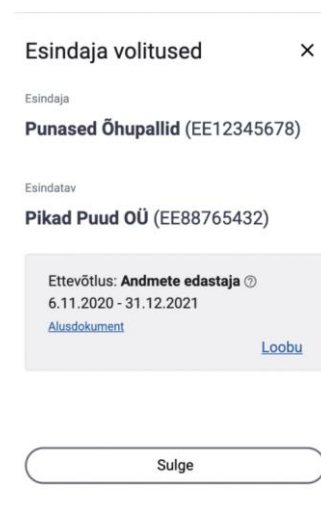 Esindaja volitused
Esindaja
Punased Õhupallid (EE12345678)
Esindatav
Pikad Puud OÜ (EE88765432)
Ettevõtlus: Andmete edastaja
6.11.2020 - 31.12.2021
Alusdokument
Loobu
Sulge